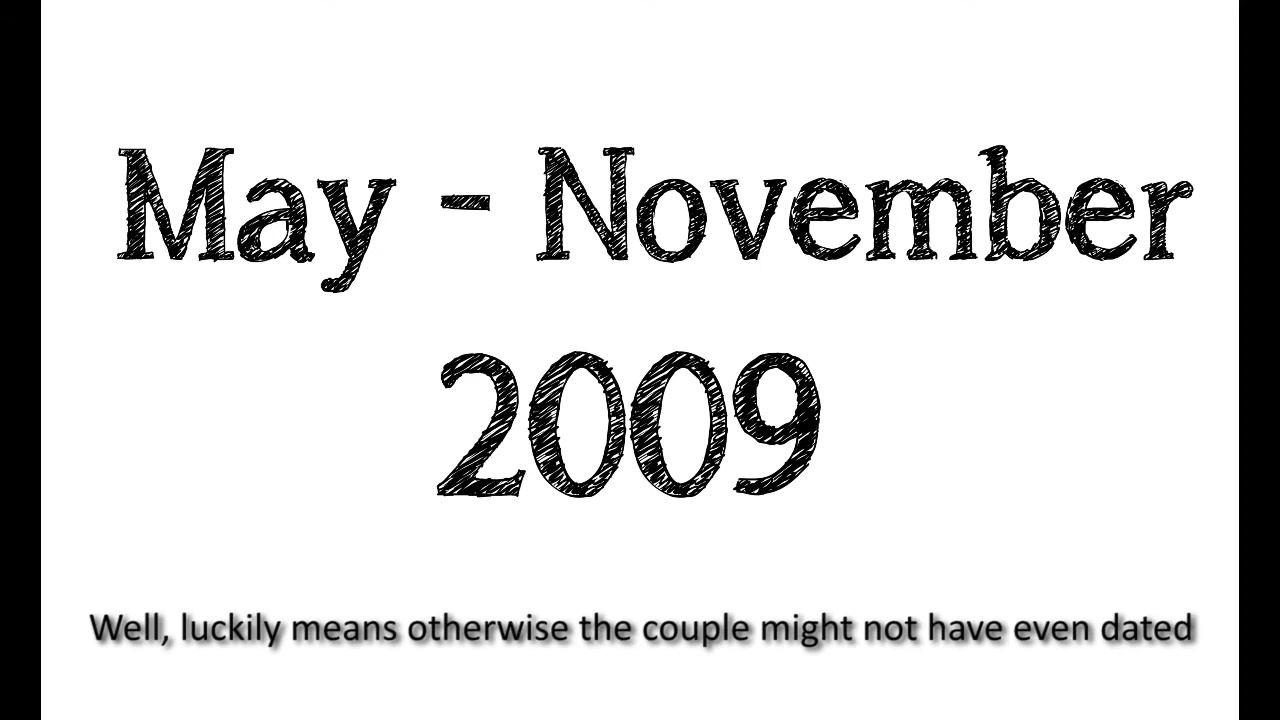 May - November
2009
Well, luckily means otherwise the couple might not have even dated